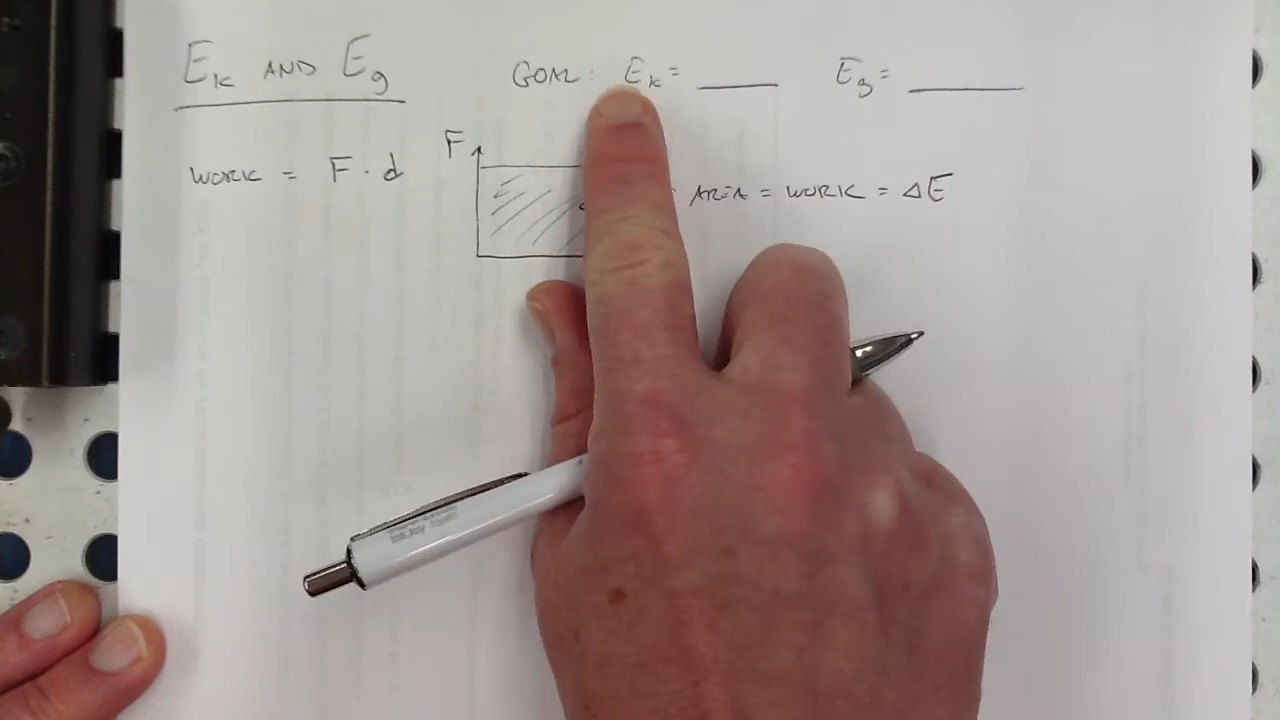 Ek AND Eg
GOAL: Ek = ____ Eg = ____
WORK = F · d
F
AREA = WORK = ΔE